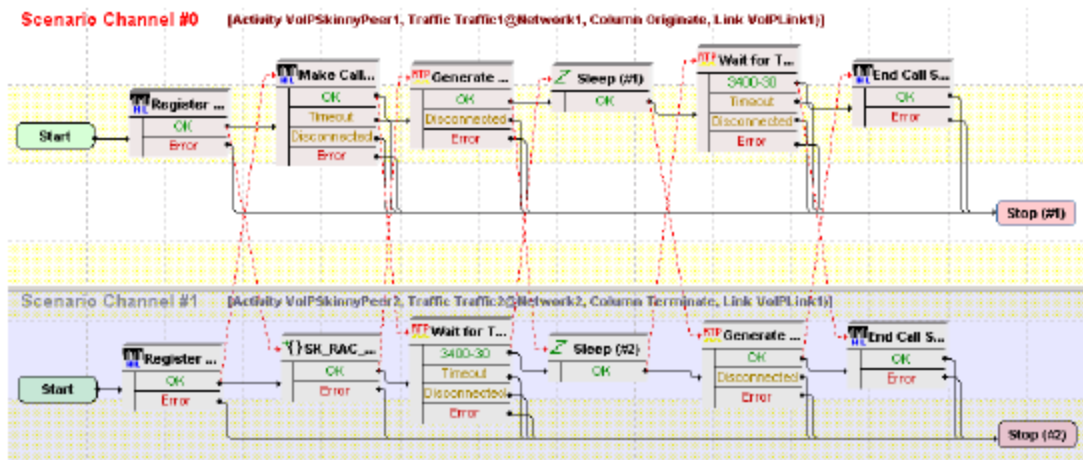 Scenario Channel #0 [Activity VoIPSkinnyPeer1, Traffic Traffic1@Network1, Column Originate, Link VoIPLink1)]
Start
Register ...
OK
Error
Make Call...
OK
Timeout
Disconnected
Error
Generate ...
OK
Disconnected
Error
Sleep (#1)
OK
Wait for T...
3400-30
Timeout
Disconnected
Error
End Call S...
OK
Error
Stop (#1)
Scenario Channel #1 [Activity VoIPSkinnyPeer2, Traffic Traffic2@Network2, Column Terminate, Link VoIPLink1)]
Start
Register ...
OK
Error
SK_RAC_...
OK
Error
Wait for T...
3400-30
Timeout
Disconnected
Error
Sleep (#2)
OK
Generate ...
OK
Disconnected
Error
End Call S...
OK
Error
Stop (#2)